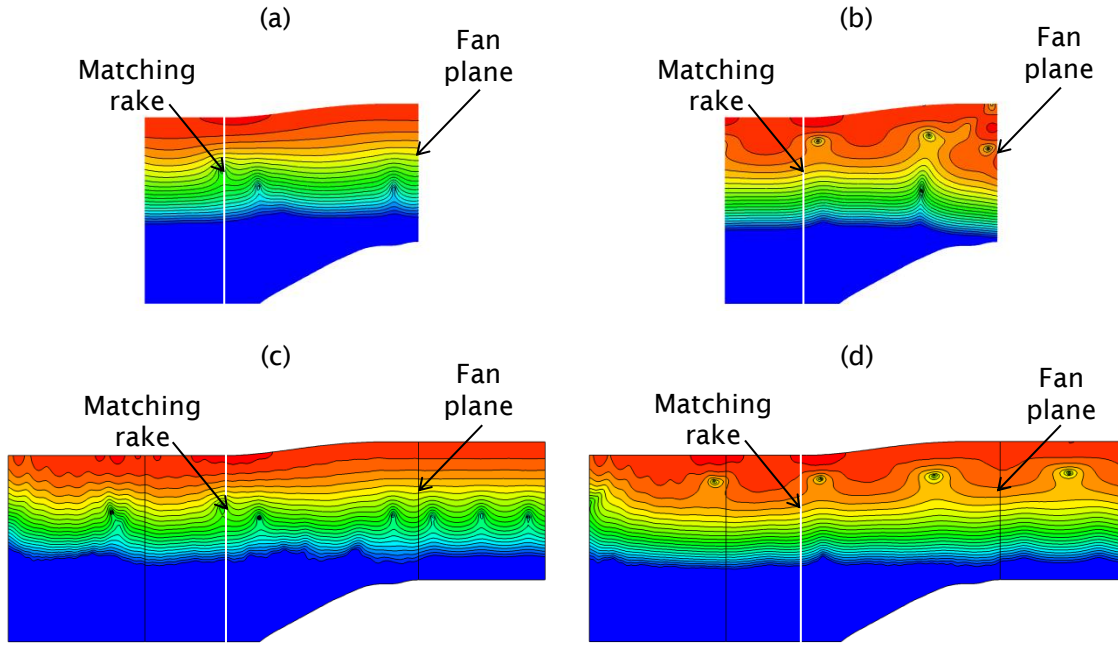 (a)
Matching
rake
Fan
plane
(b)
Matching
rake
Fan
plane
(c)
Matching
rake
Fan
plane
(d)
Matching
rake
Fan
plane